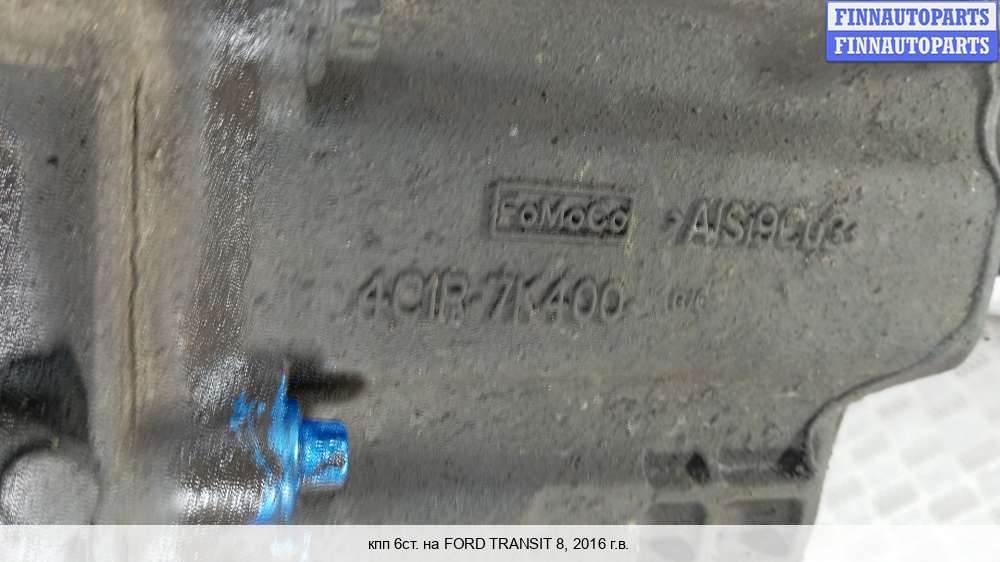 FINNAUTOPARTS
FINNAUTOPARTS
FoMoCo >AlSi9Cu3<
4C1R-7K400
кпп 6ст. на FORD TRANSIT 8, 2016 г.в.